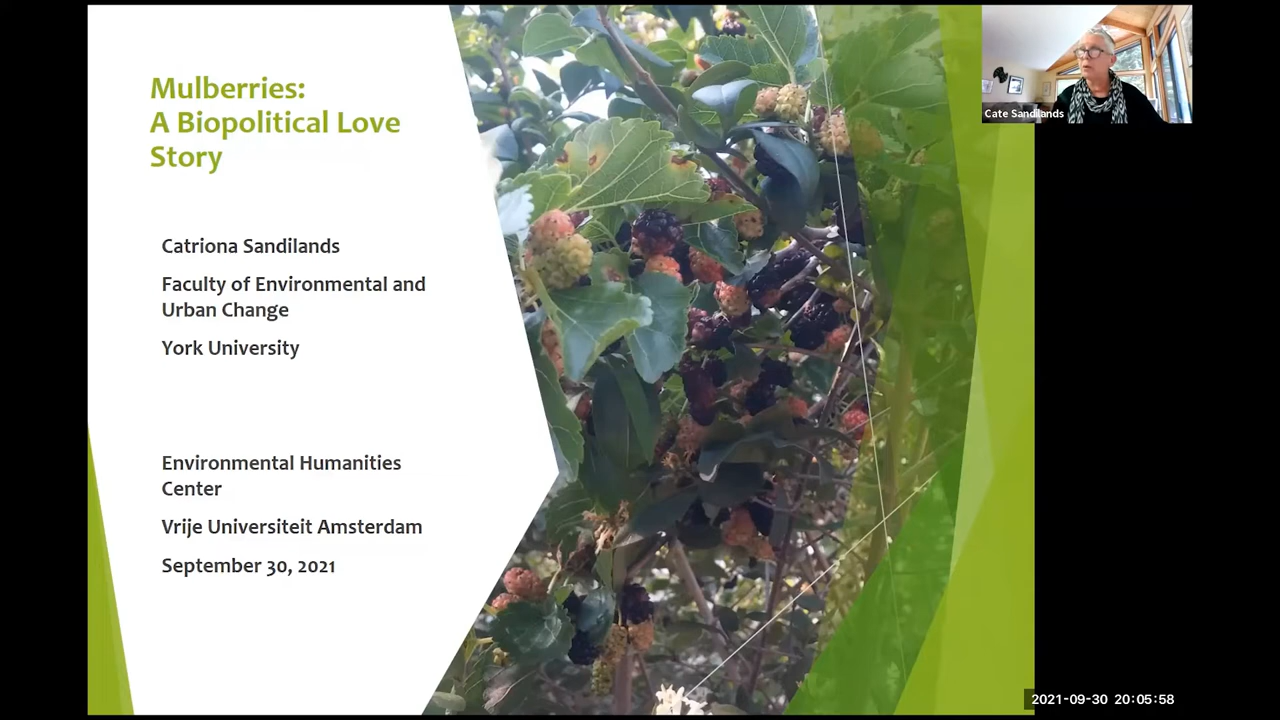 Mulberries:
A Biopolitical Love
Story
Catriona Sandilands
Faculty of Environmental and
Urban Change
York University
Environmental Humanities
Center
Vrije Universiteit Amsterdam
September 30, 2021
Cate Sandilands
2021-09-30 20:05:58